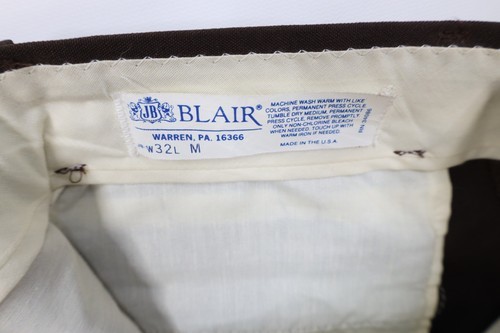 JB BLAIR®
WARREN, PA. 16366
W32L M
MACHINE WASH WARM WITH LIKE
COLORS, PERMANENT PRESS CYCLE
TUMBLE DRY MEDIUM, PERMANENT
PRESS CYCLE. REMOVE PROMPTLY.
ONLY NON-CHLORINE BLEACH
WHEN NEEDED. TOUCH UP WITH
WARM IRON IF NEEDED.
MADE IN THE U.S.A.